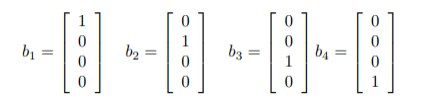 b₁ = [1 0 0 0] b₂ = [0 1 0 0] b₃ = [0 0 1 0] b₄ = [0 0 0 1]